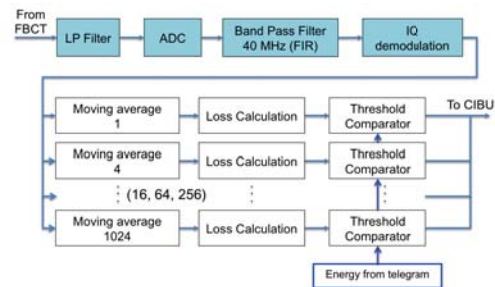 From
FBCT
LP Filter
ADC
Band Pass Filter
40 MHz (FIR)
IQ
demodulation
To CIBU
Moving average
1
Loss Calculation
Threshold
Comparator
Moving average
4
Loss Calculation
Threshold
Comparator
⋮ (16, 64, 256) ⋮ ⋮
Moving average
1024
Loss Calculation
Threshold
Comparator
Energy from telegram